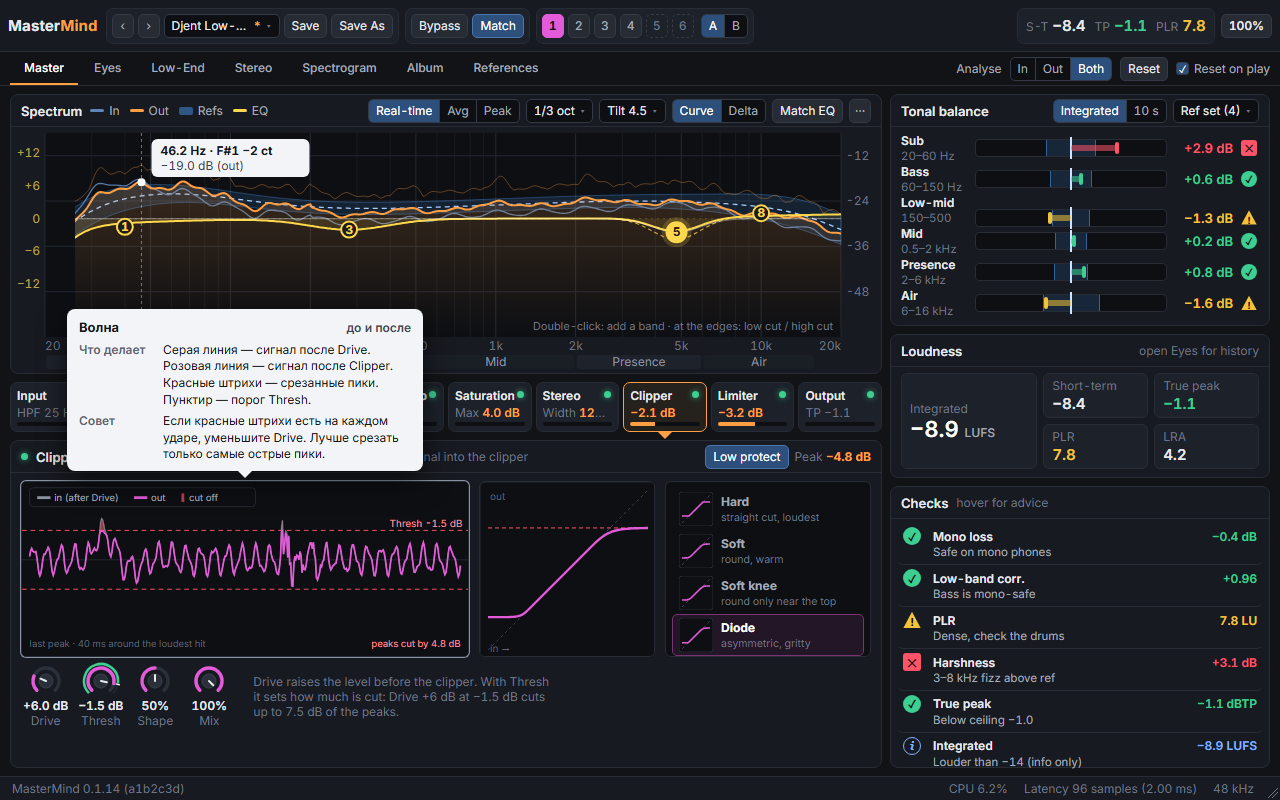 MasterMind ‹ › Djent Low-... * Save Save As Bypass Match 1 2 3 4 5 6 A B S-T −8.4 TP −1.1 PLR 7.8 100%
Master Eyes Low-End Stereo Spectrogram Album References Analyse In Out Both Reset Reset on play
Spectrum In Out Refs EQ Real-time Avg Peak 1/3 oct Tilt 4.5 Curve Delta Match EQ ...
46.2 Hz · F#1 −2 ct
−19.0 dB (out)
+12 −12
+6 −24
0 −36
−6 −48
−12
1 3 5 8
Double-click: add a band · at the edges: low cut / high cut
20 0 1k 2k 5k 10k 20k
Mid Presence Air
Волна до и после
Что делает Серая линия — сигнал после Drive.
Розовая линия — сигнал после Clipper.
Красные штрихи — срезанные пики.
Пунктир — порог Thresh.
Совет Если красные штрихи есть на каждом
ударе, уменьшите Drive. Лучше срезать
только самые острые пики.
Input
HPF 25 H
Saturation
Max 4.0 dB
Stereo
Width 12...
Clipper
−2.1 dB
Limiter
−3.2 dB
Output
TP −1.1
Clipp nal into the clipper Low protect Peak −4.8 dB
in (after Drive) out cut off
Thresh −1.5 dB
last peak · 40 ms around the loudest hit peaks cut by 4.8 dB
out
in →
Hard
straight cut, loudest
Soft
round, warm
Soft knee
round only near the top
Diode
asymmetric, gritty
+6.0 dB −1.5 dB 50% 100%
Drive Thresh Shape Mix
Drive raises the level before the clipper. With Thresh
it sets how much is cut: Drive +6 dB at −1.5 dB cuts
up to 7.5 dB of the peaks.
Tonal balance Integrated 10 s Ref set (4)
Sub
20–60 Hz +2.9 dB
Bass
60–150 Hz +0.6 dB
Low-mid
150–500 −1.3 dB
Mid
0.5–2 kHz +0.2 dB
Presence
2–6 kHz +0.8 dB
Air
6–16 kHz −1.6 dB
Loudness open Eyes for history
Integrated
−8.9 LUFS
Short-term
−8.4
True peak
−1.1
PLR
7.8
LRA
4.2
Checks hover for advice
Mono loss −0.4 dB
Safe on mono phones
Low-band corr. +0.96
Bass is mono-safe
PLR 7.8 LU
Dense, check the drums
Harshness +3.1 dB
3–8 kHz fizz above ref
True peak −1.1 dBTP
Below ceiling −1.0
Integrated −8.9 LUFS
Louder than −14 (info only)
MasterMind 0.1.14 (a1b2c3d) CPU 6.2% Latency 96 samples (2.00 ms) 48 kHz